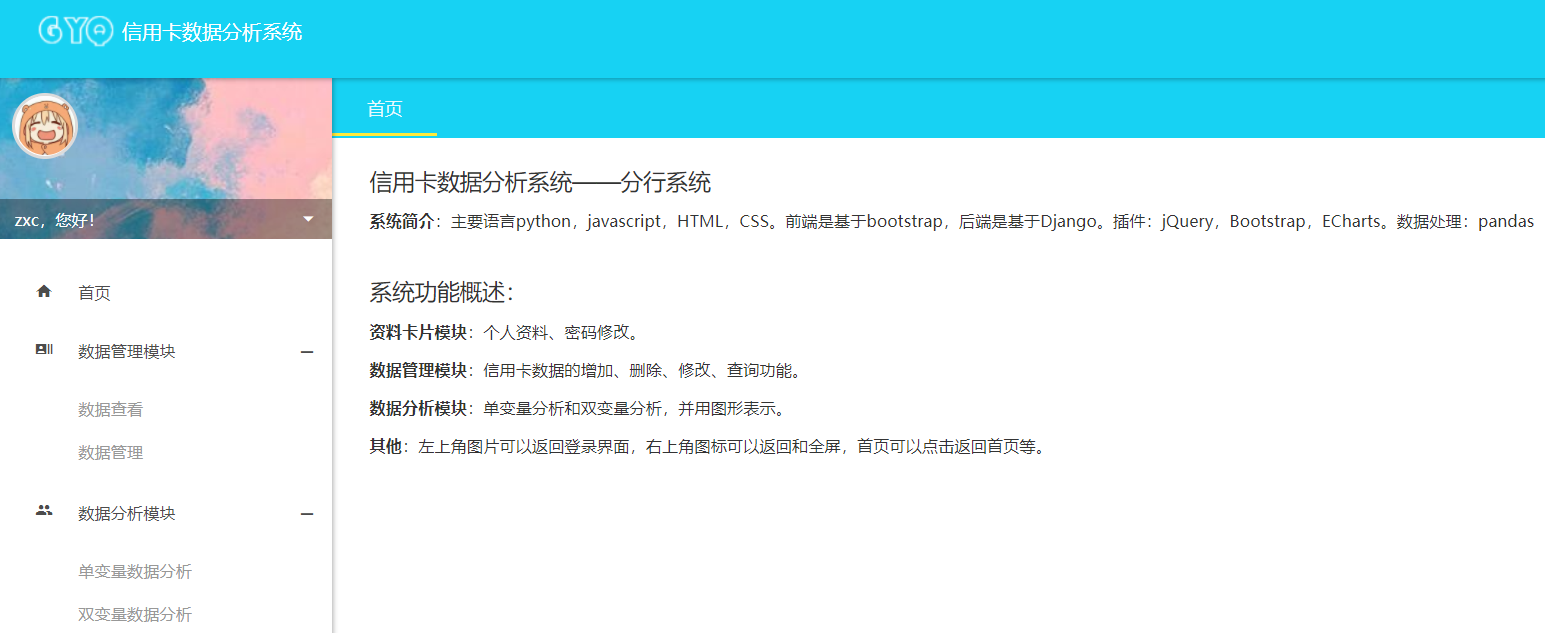 GYQ 信用卡数据分析系统
首页
zxc，您好！
首页
数据管理模块
数据查看
数据管理
数据分析模块
单变量数据分析
双变量数据分析
信用卡数据分析系统——分行系统
系统简介：主要语言python，javascript，HTML，CSS。前端是基于bootstrap，后端是基于Django。插件：jQuery，Bootstrap，ECharts。数据处理：pandas
系统功能概述：
资料卡片模块：个人资料、密码修改。
数据管理模块：信用卡数据的增加、删除、修改、查询功能。
数据分析模块：单变量分析和双变量分析，并用图形表示。
其他：左上角图片可以返回登录界面，右上角图标可以返回和全屏，首页可以点击返回首页等。